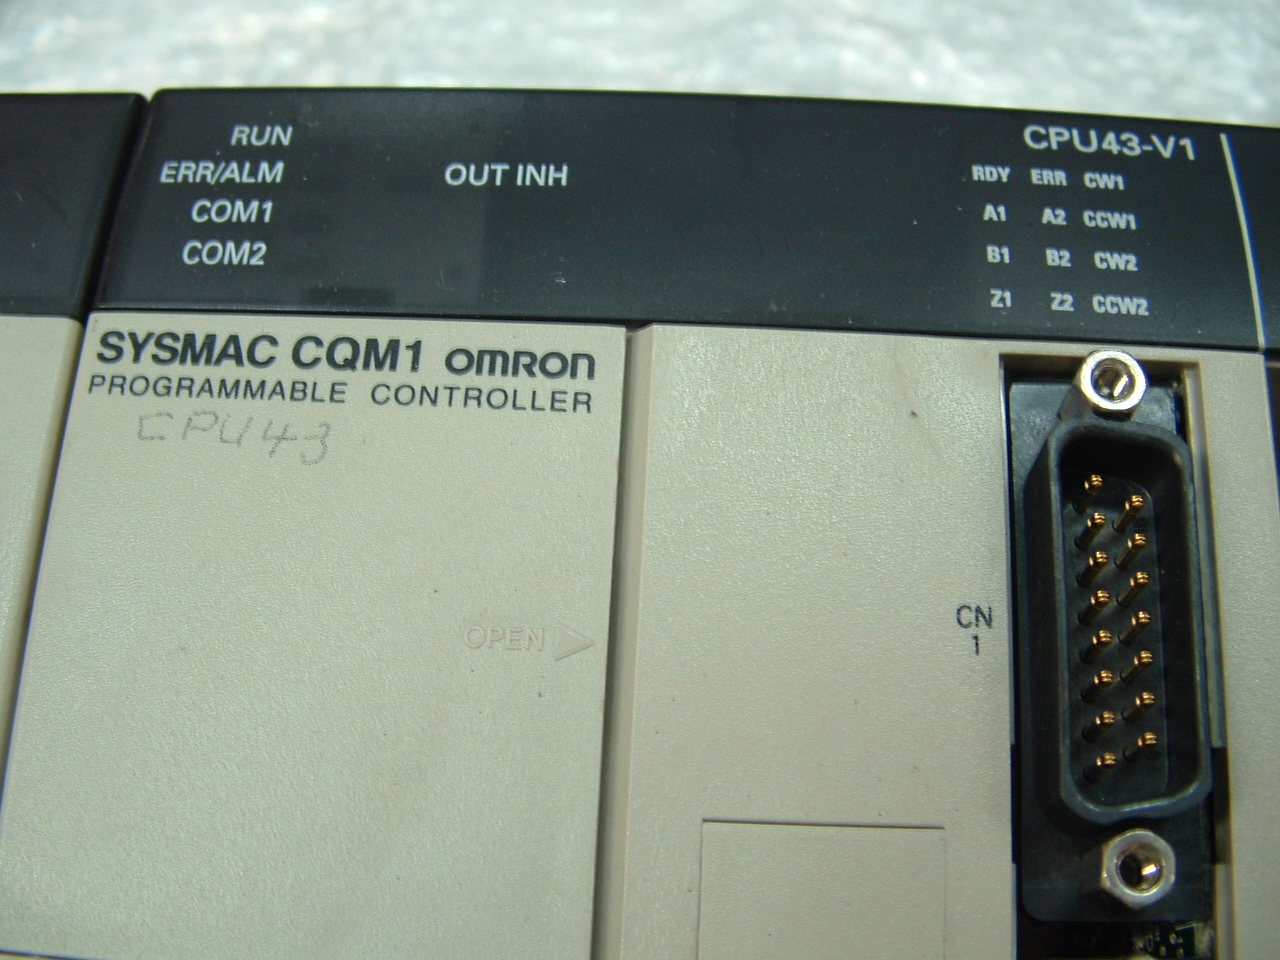 RUN
ERR/ALM OUT INH
COM1
COM2
CPU43-V1
RDY ERR CW1
A1 A2 CCW1
B1 B2 CW2
Z1 Z2 CCW2
SYSMAC CQM1 OMRON
PROGRAMMABLE CONTROLLER
CPU43
OPEN
CN
1